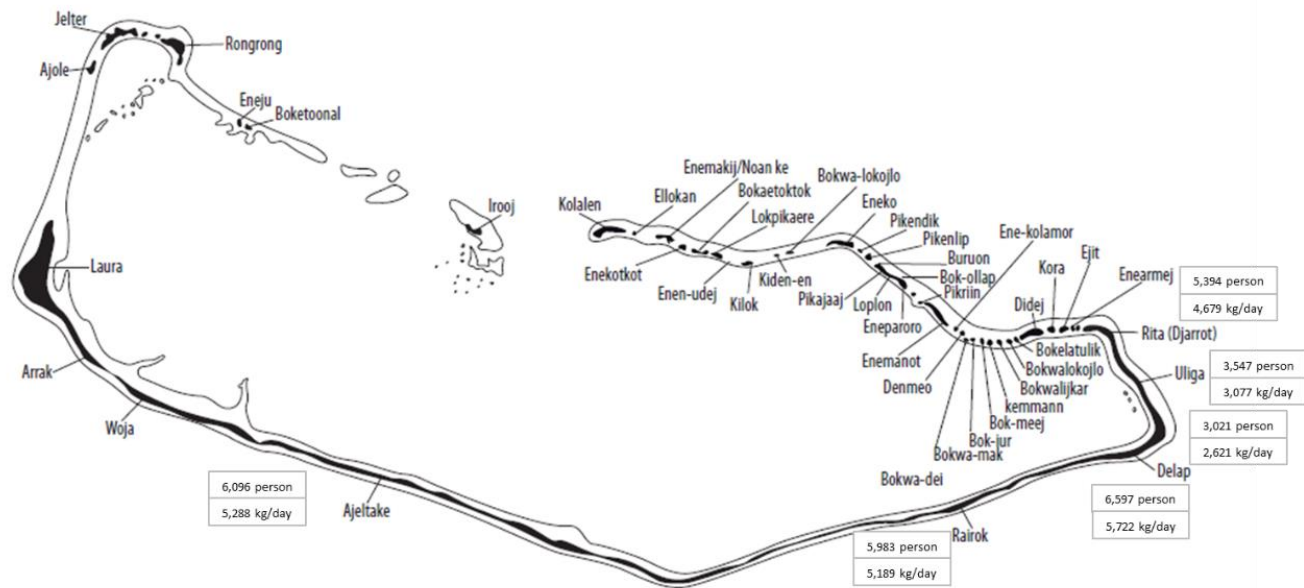 Jelter
Rongrong
Ajole
Eneju
Boketoonal
Irooj
Kolalen
Ellokan
Enemakij/Noan ke
Bokaetoktok
Lokpikaere
Bokwa-lokojlo
Eneko
Pikendik
Pikenlip
Buruon
Bok-ollap
Pikriin
Ene-kolamor
Didej
Kora
Ejit
Enearmej
5,394 person
4,679 kg/day
Rita (Djarrot)
Laura
Enekotkot
Enen-udej
Kilok
Kiden-en
Pikajaaj
Loplon
Eneparoro
Enemanot
Denmeo
Bokelatulik
Bokwalokojlo
Bokwalijkar
kemmann
Bok-meej
Bok-jur
Bokwa-mak
Bokwa-dei
Uliga
3,547 person
3,077 kg/day
3,021 person
2,621 kg/day
Delap
6,597 person
5,722 kg/day
Arrak
Woja
6,096 person
5,288 kg/day
Ajeltake
Rairok
5,983 person
5,189 kg/day